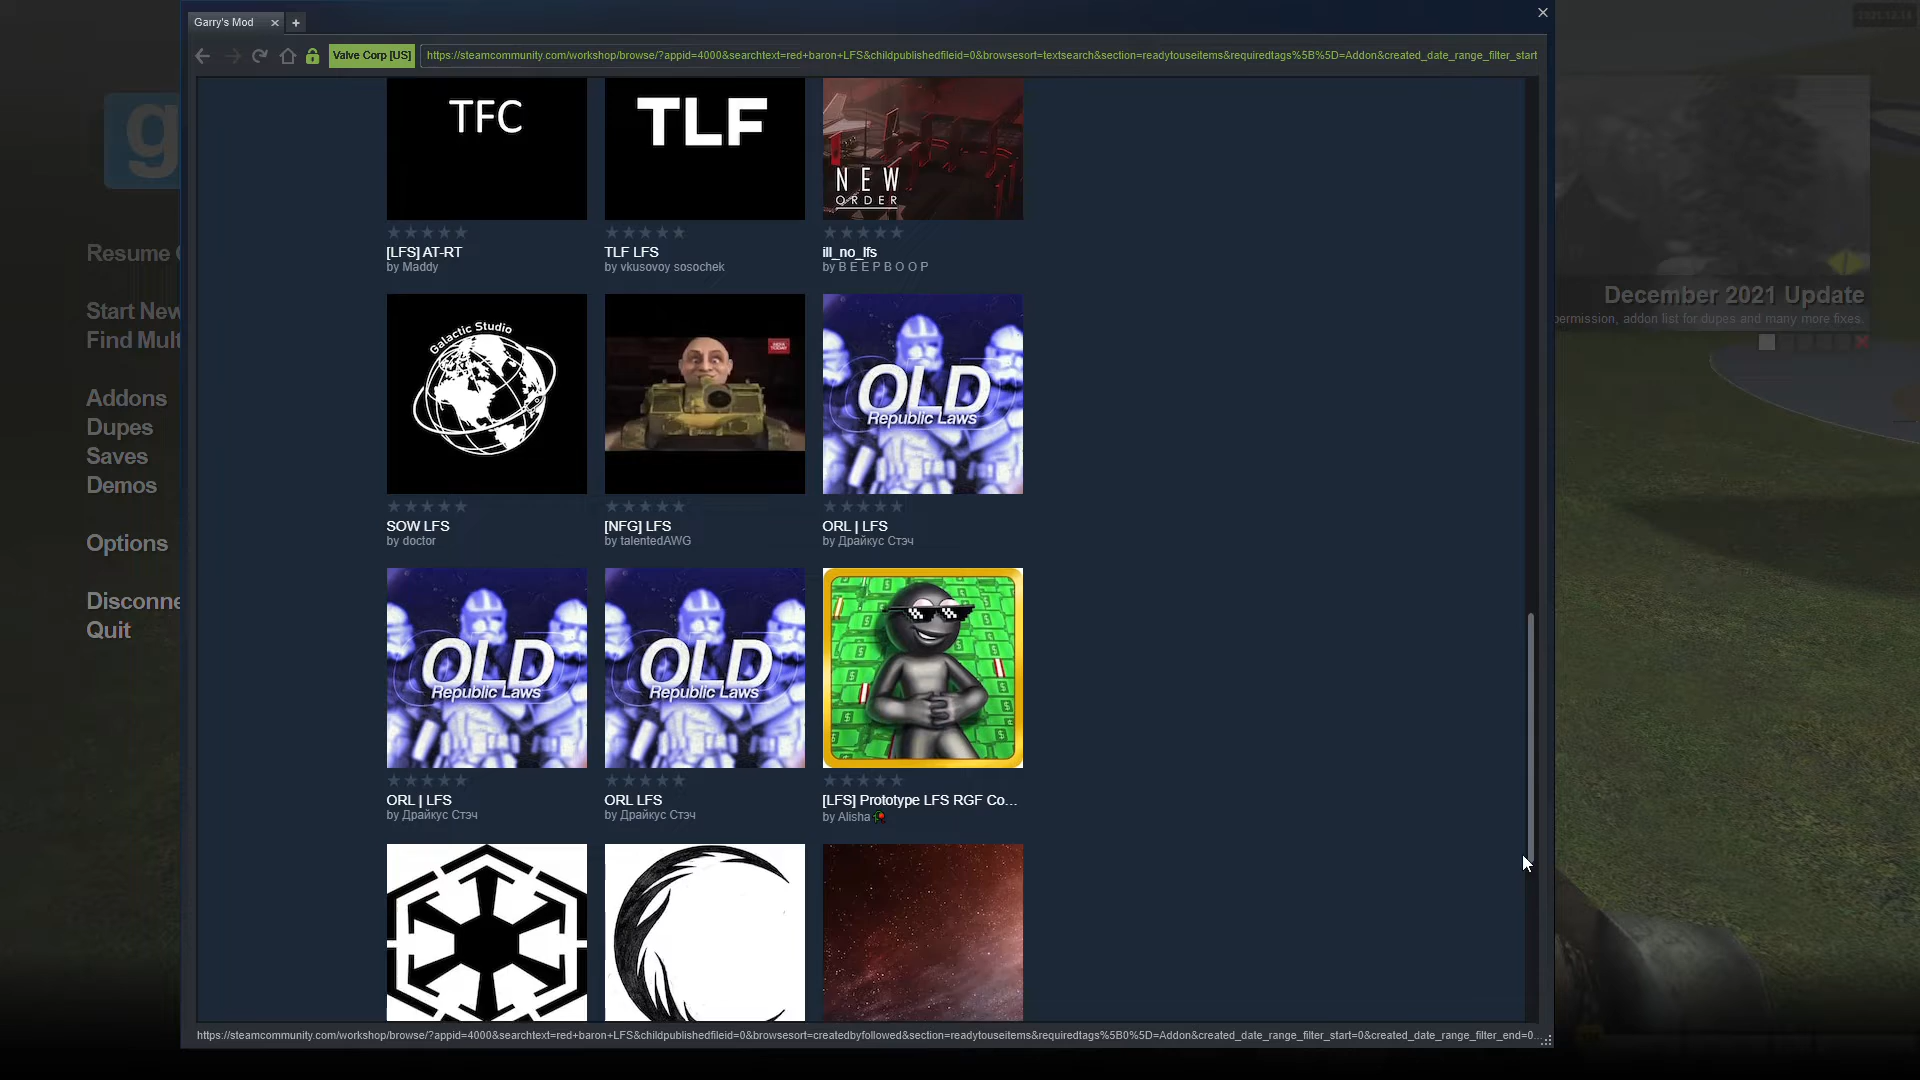 Garry's Mod
Valve Corp [US]
https://steamcommunity.com/workshop/browse/?appid=4000&searchtext=red+baron+LFS&childpublishedfileid=0&browsesort=textsearch&section=readytouseitems&requiredtags%5B%5D=Addon&created_date_range_filter_start
g
Resume
Start New
Find Mult
Addons
Dupes
Saves
Demos
Options
Disconne
Quit
TFC
TLF
NEW
ORDER
[LFS] AT-RT
by Maddy
TLF LFS
by vkusovoy sosochek
ill_no_lfs
by B E E P B O O P
Galactic Studio
INDIA TODAY
OLD
Republic Laws
SOW LFS
by doctor
[NFG] LFS
by talentedAWG
ORL | LFS
by Драйкус Стэч
OLD
Republic Laws
OLD
Republic Laws
ORL | LFS
by Драйкус Стэч
ORL LFS
by Драйкус Стэч
[LFS] Prototype LFS RGF Co...
by Alisha
December 2021 Update
permission, addon list for dupes and many more fixes.
https://steamcommunity.com/workshop/browse/?appid=4000&searchtext=red+baron+LFS&childpublishedfileid=0&browsesort=createdbyfollowed&section=readytouseitems&requiredtags%5B0%5D=Addon&created_date_range_filter_start=0&created_date_range_filter_end=0...